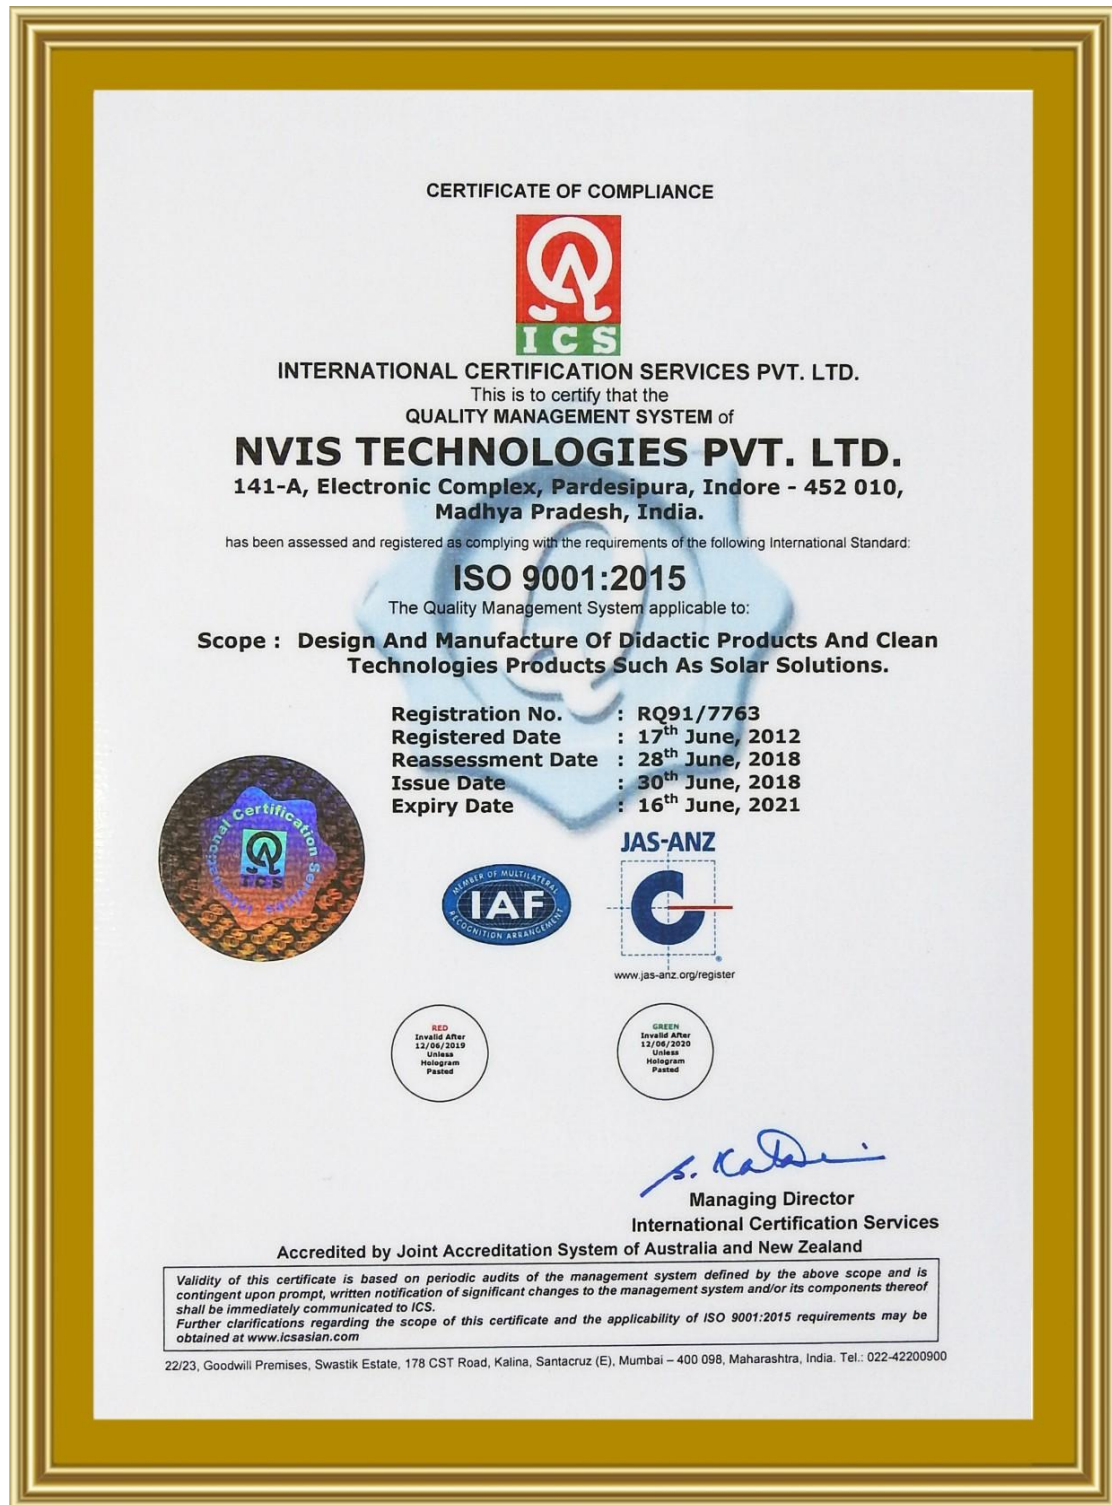 CERTIFICATE OF COMPLIANCE
ICS
INTERNATIONAL CERTIFICATION SERVICES PVT. LTD.
This is to certify that the
QUALITY MANAGEMENT SYSTEM of
NVIS TECHNOLOGIES PVT. LTD.
141-A, Electronic Complex, Pardesipura, Indore - 452 010,
Madhya Pradesh, India.
has been assessed and registered as complying with the requirements of the following International Standard:
ISO 9001:2015
The Quality Management System applicable to:
Scope : Design And Manufacture Of Didactic Products And Clean
Technologies Products Such As Solar Solutions.
Registration No. : RQ91/7763
Registered Date : 17th June, 2012
Reassessment Date : 28th June, 2018
Issue Date : 30th June, 2018
Expiry Date : 16th June, 2021
International Certification Services
ICS
MEMBER OF MULTILATERAL
IAF
RECOGNITION ARRANGEMENT
JAS-ANZ
®
www.jas-anz.org/register
RED
Invalid After
12/06/2019
Unless
Hologram
Pasted
GREEN
Invalid After
12/06/2020
Unless
Hologram
Pasted
Managing Director
International Certification Services
Accredited by Joint Accreditation System of Australia and New Zealand
Validity of this certificate is based on periodic audits of the management system defined by the above scope and is
contingent upon prompt, written notification of significant changes to the management system and/or its components thereof
shall be immediately communicated to ICS.
Further clarifications regarding the scope of this certificate and the applicability of ISO 9001:2015 requirements may be
obtained at www.icsasian.com
22/23, Goodwill Premises, Swastik Estate, 178 CST Road, Kalina, Santacruz (E), Mumbai – 400 098, Maharashtra, India. Tel.: 022-42200900